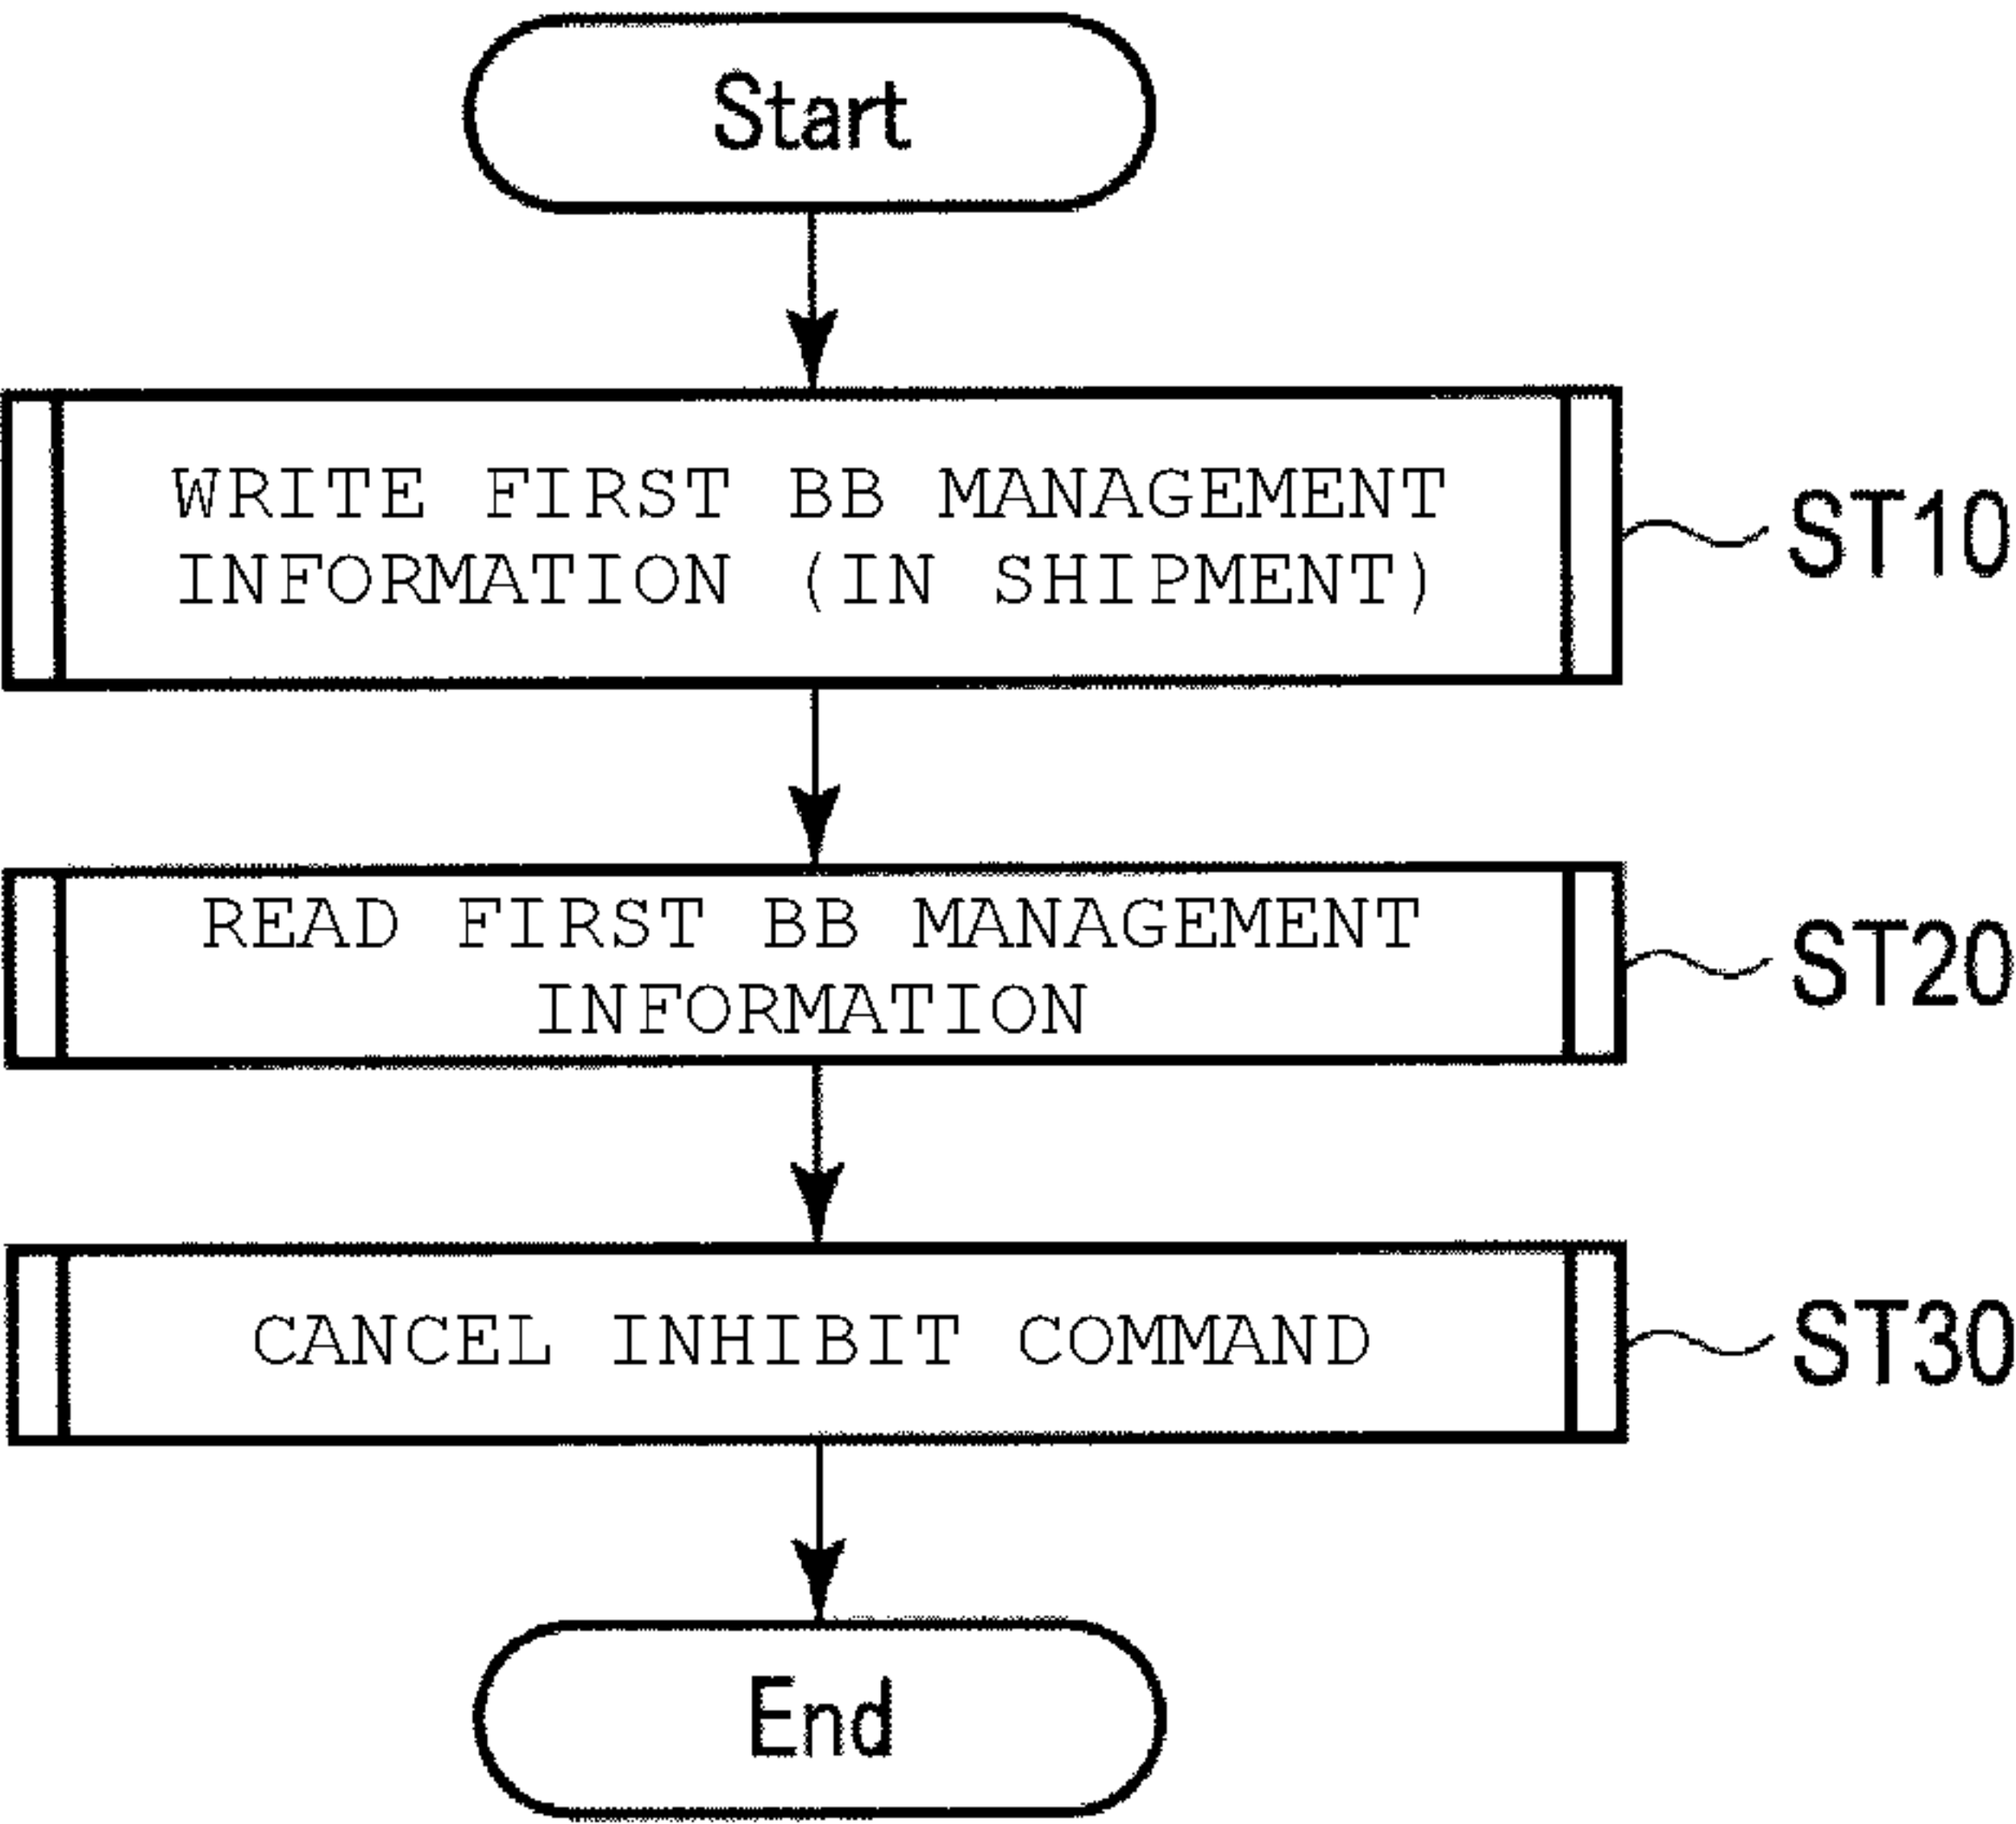 Start
WRITE FIRST BB MANAGEMENT
INFORMATION (IN SHIPMENT)
ST10
READ FIRST BB MANAGEMENT
INFORMATION
ST20
CANCEL INHIBIT COMMAND
ST30
End